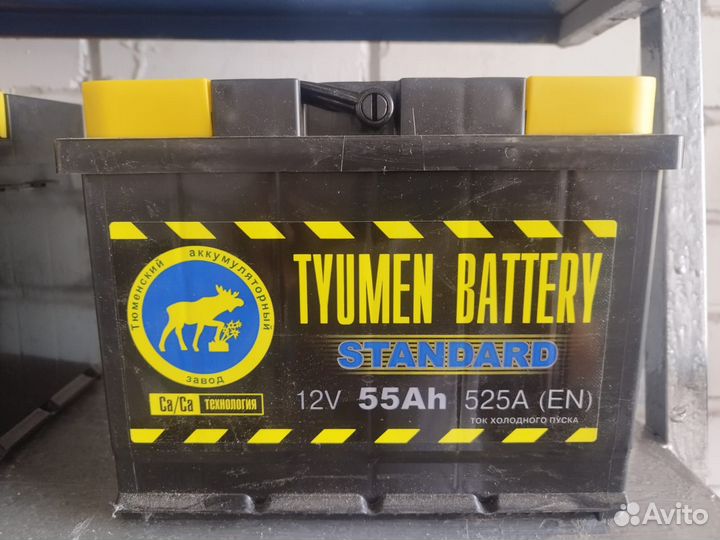 Тюменский аккумуляторный
завод
Ca/Ca технология
TYUMEN BATTERY
STANDARD
12V 55Ah 525A (EN)
ТОК ХОЛОДНОГО ПУСКА
Avito